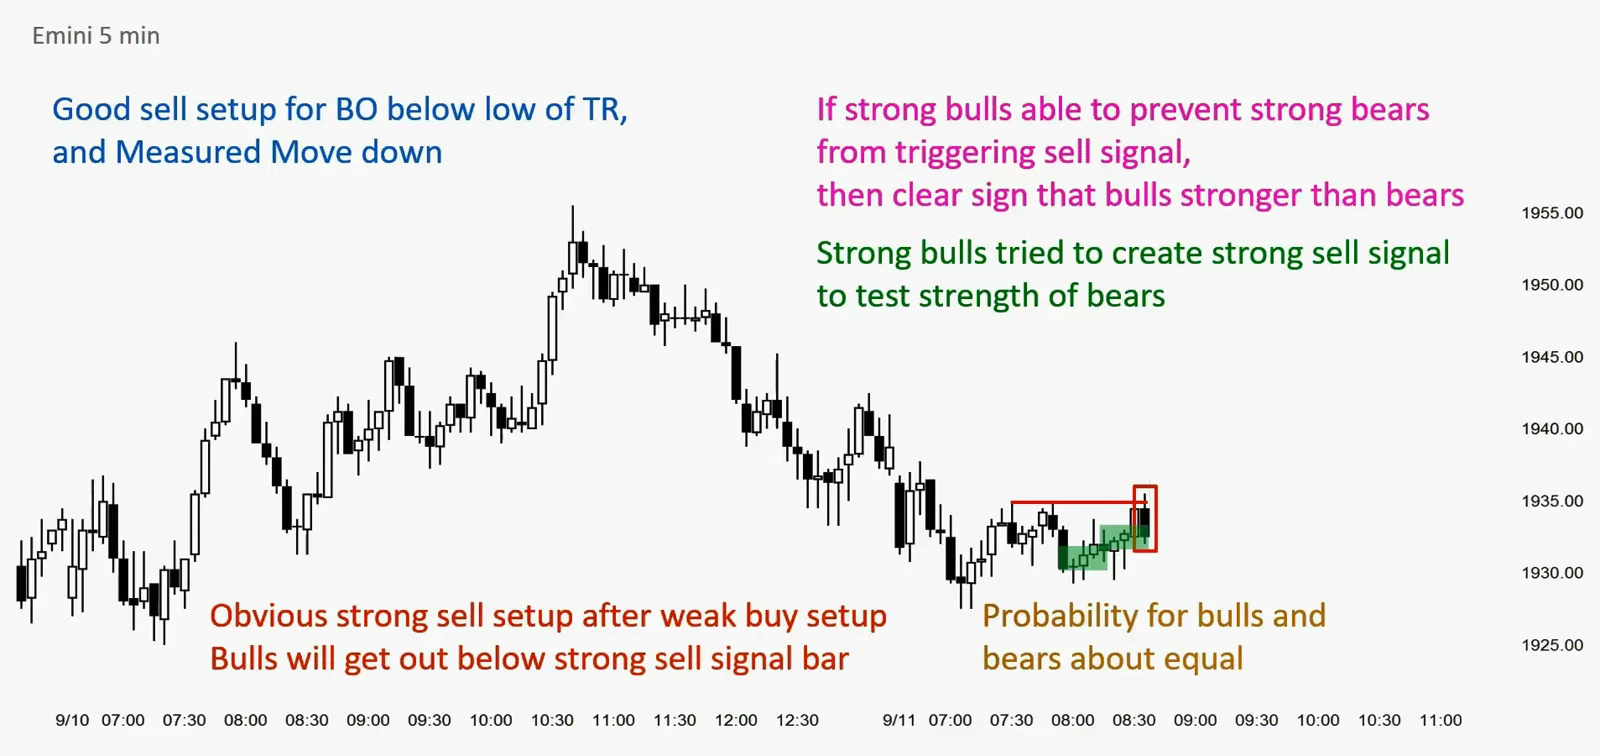 Emini 5 min
Good sell setup for BO below low of TR,
and Measured Move down
If strong bulls able to prevent strong bears
from triggering sell signal,
then clear sign that bulls stronger than bears
Strong bulls tried to create strong sell signal
to test strength of bears
1955.00
1950.00
1945.00
1940.00
1935.00
1930.00
1925.00
Obvious strong sell setup after weak buy setup
Bulls will get out below strong sell signal bar
Probability for bulls and
bears about equal
9/10 07:00 07:30 08:00 08:30 09:00 09:30 10:00 10:30 11:00 11:30 12:00 12:30 9/11 07:00 07:30 08:00 08:30 09:00 09:30 10:00 10:30 11:00